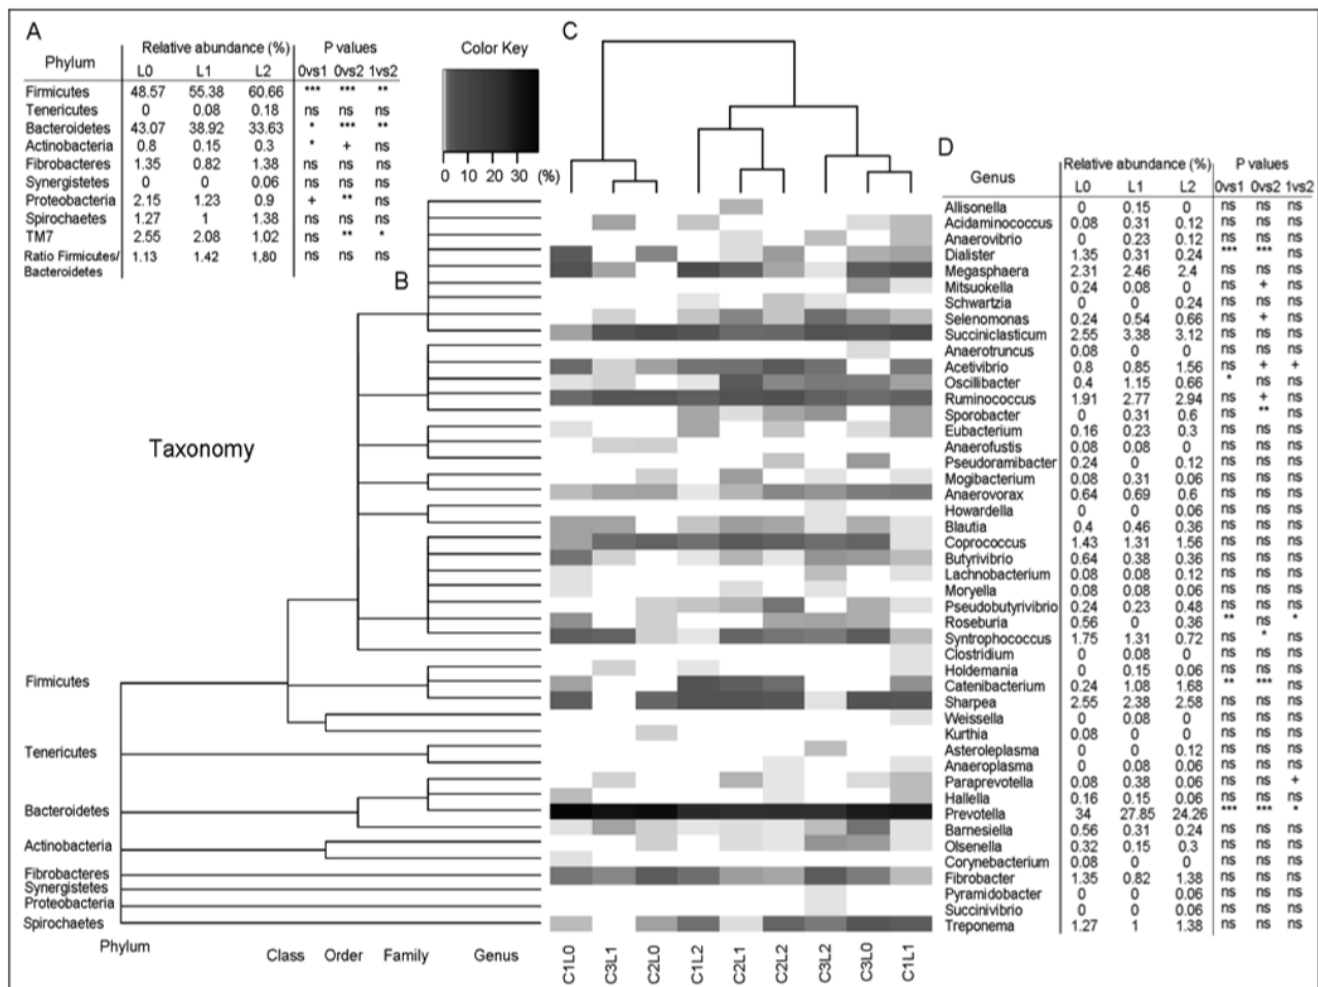 A
Relative abundance (%) P values
Phylum L0 L1 L2 0vs1 0vs2 1vs2
Firmicutes 48.57 55.38 60.66 *** *** **
Tenericutes 0 0.08 0.18 ns ns ns
Bacteroidetes 43.07 38.92 33.63 * *** **
Actinobacteria 0.8 0.15 0.3 * + ns
Fibrobacteres 1.35 0.82 1.38 ns ns ns
Synergistetes 0 0 0.06 ns ns ns
Proteobacteria 2.15 1.23 0.9 + ** ns
Spirochaetes 1.27 1 1.38 ns ns ns
TM7 2.55 2.08 1.02 ns ** *
Ratio Firmicutes/
Bacteroidetes 1.13 1.42 1,80 ns ns ns
Color Key
0 10 20 30 (%)
B
Taxonomy
Firmicutes
Tenericutes
Bacteroidetes
Actinobacteria
Fibrobacteres
Synergistetes
Proteobacteria
Spirochaetes
Phylum Class Order Family Genus
C
C1L0 C3L1 C2L0 C1L2 C2L1 C2L2 C3L2 C3L0 C1L1
D
Relative abundance (%) P values
Genus L0 L1 L2 0vs1 0vs2 1vs2
Allisonella 0 0.15 0 ns ns ns
Acidaminococcus 0.08 0.31 0.12 ns ns ns
Anaerovibrio 0 0.23 0.12 ns ns ns
Dialister 1.35 0.31 0.24 *** *** ns
Megasphaera 2.31 2.46 2.4 ns ns ns
Mitsuokella 0.24 0.08 0 ns + ns
Schwartzia 0 0 0.24 ns ns ns
Selenomonas 0.24 0.54 0.66 ns + ns
Succiniclasticum 2.55 3.38 3.12 ns ns ns
Anaerotruncus 0.08 0 0 ns ns ns
Acetivibrio 0.8 0.85 1.56 ns + +
Oscillibacter 0.4 1.15 0.66 * ns ns
Ruminococcus 1.91 2.77 2.94 ns + ns
Sporobacter 0 0.31 0.6 ns ** ns
Eubacterium 0.16 0.23 0.3 ns ns ns
Anaerofustis 0.08 0.08 0 ns ns ns
Pseudoramibacter 0.24 0 0.12 ns ns ns
Mogibacterium 0.08 0.31 0.06 ns ns ns
Anaerovorax 0.64 0.69 0.6 ns ns ns
Howardella 0 0 0.06 ns ns ns
Blautia 0.4 0.46 0.36 ns ns ns
Coprococcus 1.43 1.31 1.56 ns ns ns
Butyrivibrio 0.64 0.38 0.36 ns ns ns
Lachnobacterium 0.08 0.08 0.12 ns ns ns
Moryella 0.08 0.08 0.06 ns ns ns
Pseudobutyrivibrio 0.24 0.23 0.48 ns ns ns
Roseburia 0.56 0 0.36 ** ns *
Syntrophococcus 1.75 1.31 0.72 ns * ns
Clostridium 0 0.08 0 ns ns ns
Holdemania 0 0.15 0.06 ns ns ns
Catenibacterium 0.24 1.08 1.68 ** *** ns
Sharpea 2.55 2.38 2.58 ns ns ns
Weissella 0 0.08 0 ns ns ns
Kurthia 0.08 0 0 ns ns ns
Asteroleplasma 0 0 0.12 ns ns ns
Anaeroplasma 0 0.08 0.06 ns ns ns
Paraprevotella 0.08 0.38 0.06 ns ns +
Hallella 0.16 0.15 0.06 ns ns ns
Prevotella 34 27.85 24.26 *** *** *
Barnesiella 0.56 0.31 0.24 ns ns ns
Olsenella 0.32 0.15 0.3 ns ns ns
Corynebacterium 0.08 0 0 ns ns ns
Fibrobacter 1.35 0.82 1.38 ns ns ns
Pyramidobacter 0 0 0.06 ns ns ns
Succinivibrio 0 0 0.06 ns ns ns
Treponema 1.27 1 1.38 ns ns ns